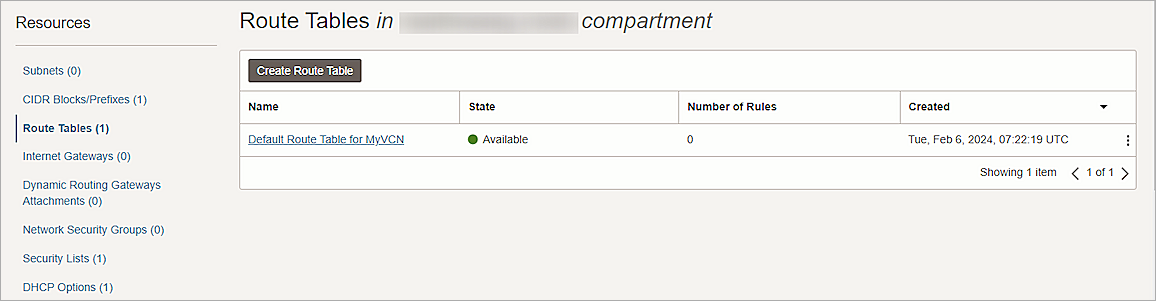 Resources
Subnets (0)
CIDR Blocks/Prefixes (1)
Route Tables (1)
Internet Gateways (0)
Dynamic Routing Gateways
Attachments (0)
Network Security Groups (0)
Security Lists (1)
DHCP Options (1)
Route Tables in compartment
Create Route Table
Name State Number of Rules Created
Default Route Table for MyVCN Available 0 Tue, Feb 6, 2024, 07:22:19 UTC
Showing 1 item 1 of 1